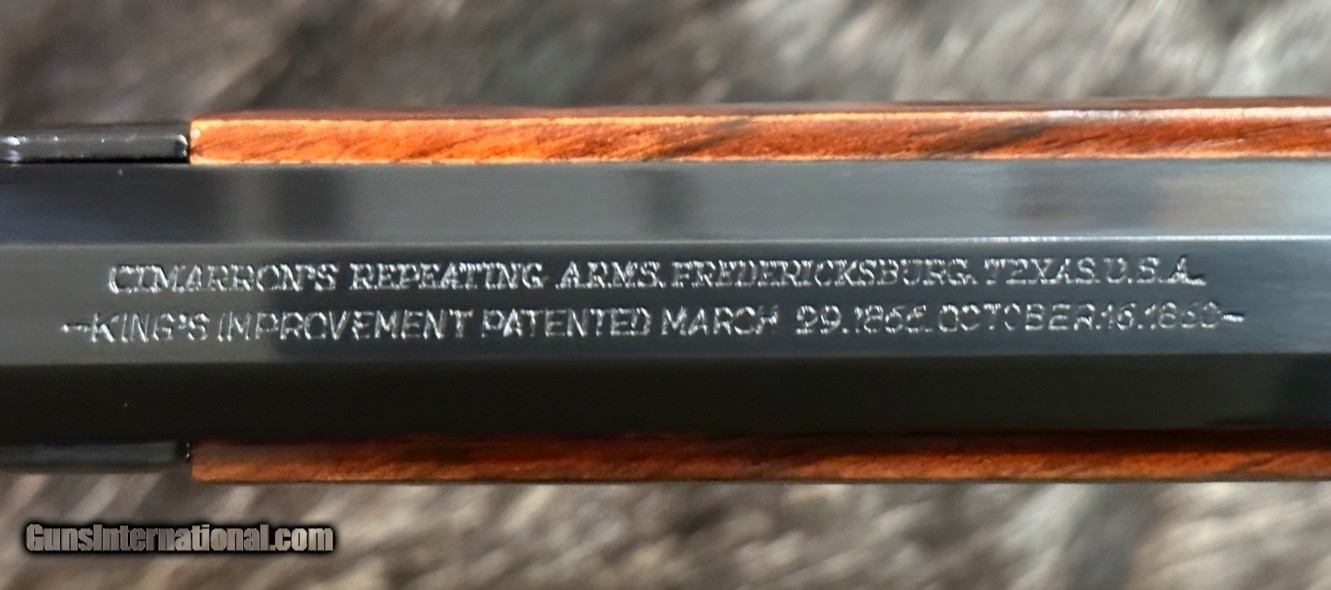 CIMARRON'S REPEATING ARMS. FREDERICKSBURG. TEXAS. U.S.A.
-KING'S IMPROVEMENT PATENTED MARCH 29.1866.OCTOBER.16.1860-
GunsInternational.com